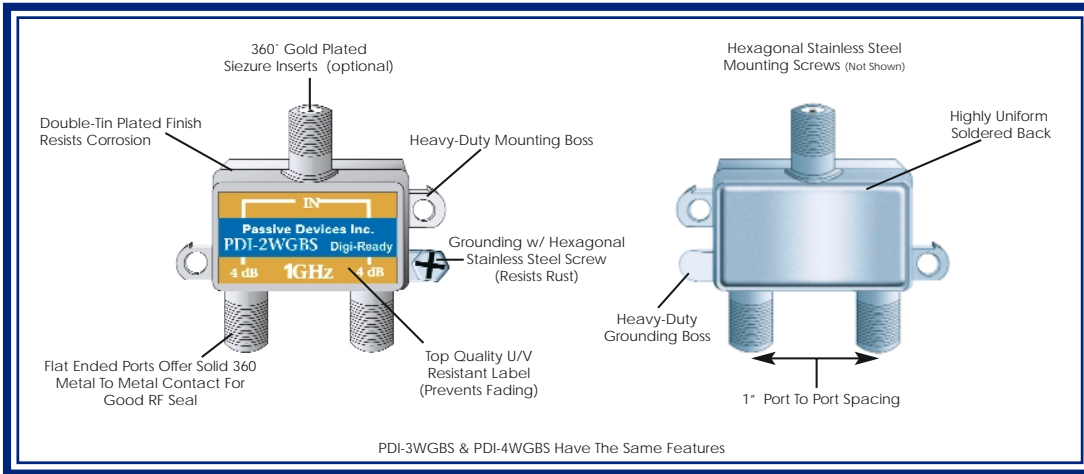 360° Gold Plated
Siezure Inserts (optional)
Double-Tin Plated Finish
Resists Corrosion
Heavy-Duty Mounting Boss
IN
Passive Devices Inc.
PDI-2WGBS Digi-Ready
4 dB 1GHz 4 dB
Grounding w/ Hexagonal
Stainless Steel Screw
(Resists Rust)
Flat Ended Ports Offer Solid 360
Metal To Metal Contact For
Good RF Seal
Top Quality U/V
Resistant Label
(Prevents Fading)
Hexagonal Stainless Steel
Mounting Screws (Not Shown)
Highly Uniform
Soldered Back
Heavy-Duty
Grounding Boss
1" Port To Port Spacing
PDI-3WGBS & PDI-4WGBS Have The Same Features